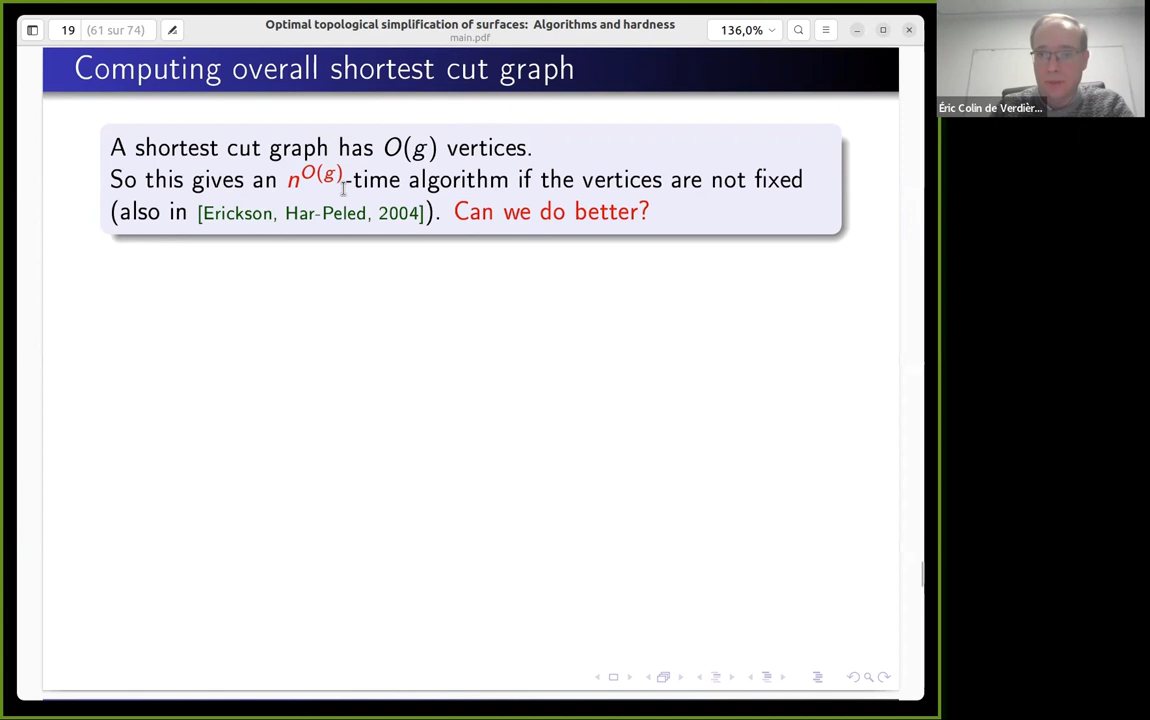 19 (61 sur 74)
Optimal topological simplification of surfaces: Algorithms and hardness
main.pdf
136,0%
Computing overall shortest cut graph
A shortest cut graph has O(g) vertices.
So this gives an n^O(g)-time algorithm if the vertices are not fixed
(also in [Erickson, Har-Peled, 2004]). Can we do better?
Éric Colin de Verdièr...